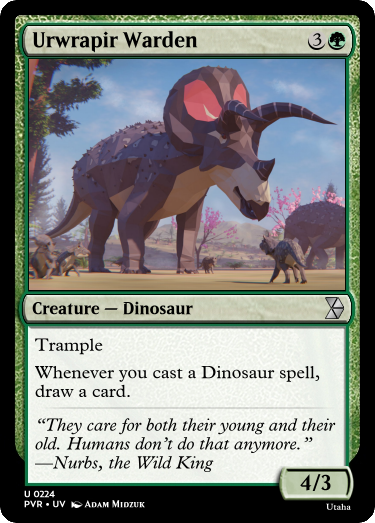 Urwrapir Warden 3
Creature — Dinosaur
Trample
Whenever you cast a Dinosaur spell,
draw a card.
“They care for both their young and their
old. Humans don’t do that anymore.”
—Nurbs, the Wild King
4/3
U 0224
PVR • UV Adam Midzuk
Utaha